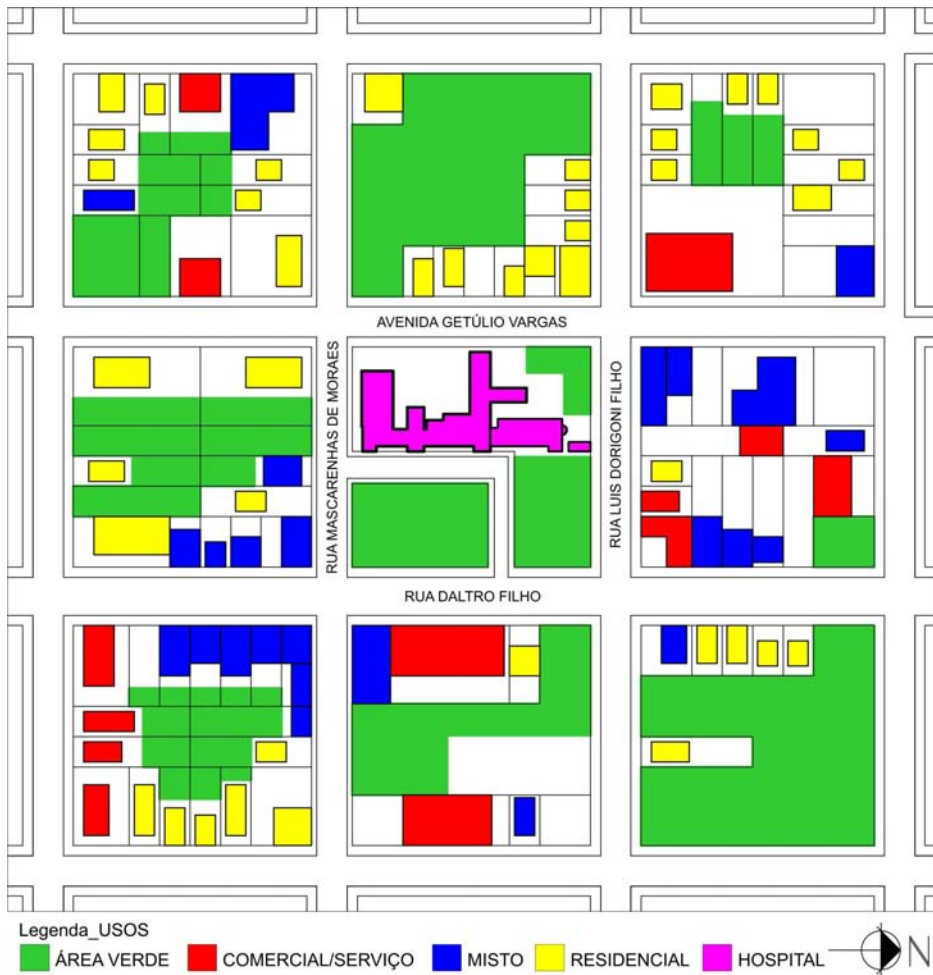 AVENIDA GETÚLIO VARGAS
RUA MASCARENHAS DE MORAES
RUA LUIS DORIGONI FILHO
RUA DALTRO FILHO
Legenda_USOS
ÁREA VERDE COMERCIAL/SERVIÇO MISTO RESIDENCIAL HOSPITAL N